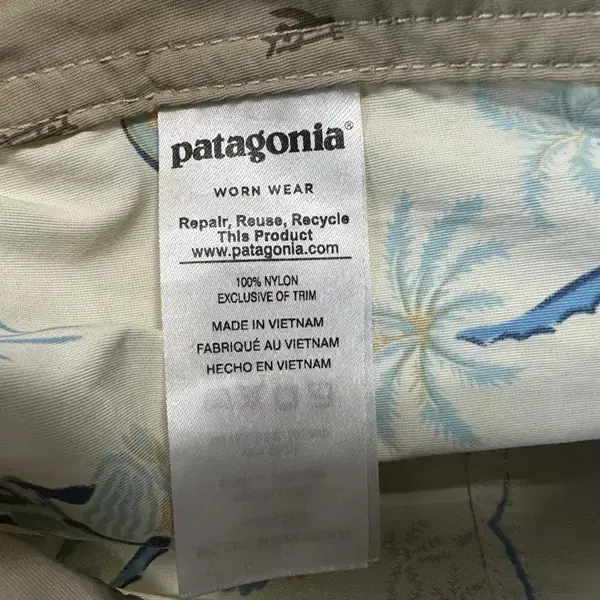 patagonia®
WORN WEAR
Repair, Reuse, Recycle
This Product
www.patagonia.com
100% NYLON
EXCLUSIVE OF TRIM
MADE IN VIETNAM
FABRIQUÉ AU VIETNAM
HECHO EN VIETNAM